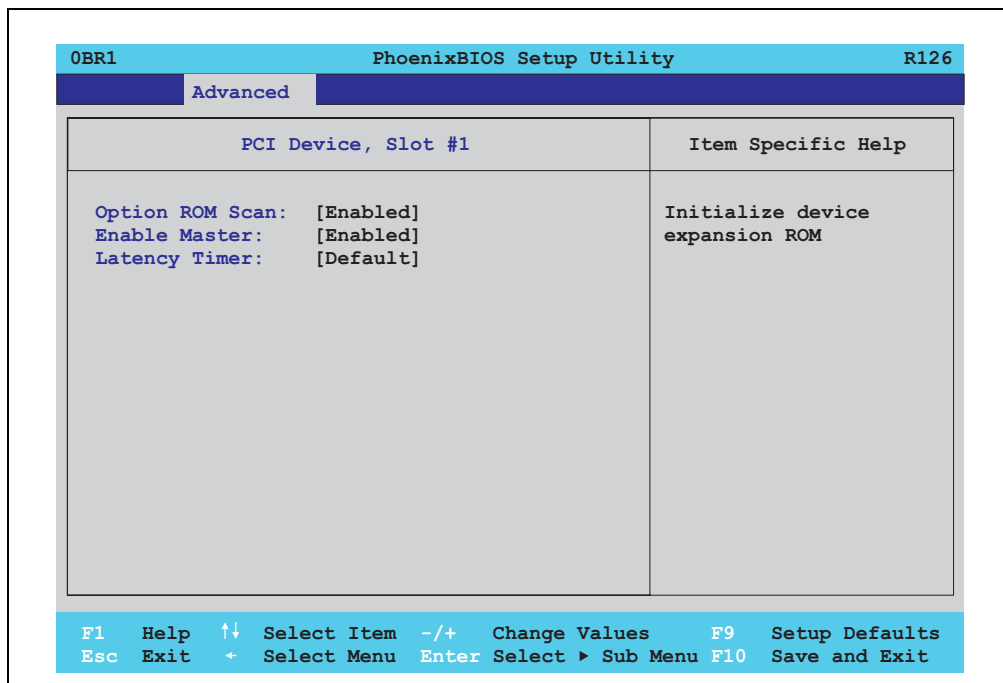 0BR1 PhoenixBIOS Setup Utility R126
Advanced
PCI Device, Slot #1 Item Specific Help
Option ROM Scan: [Enabled] Initialize device
Enable Master: [Enabled] expansion ROM
Latency Timer: [Default]
F1 Help ↑↓ Select Item -/+ Change Values F9 Setup Defaults
Esc Exit ← Select Menu Enter Select ▶ Sub Menu F10 Save and Exit